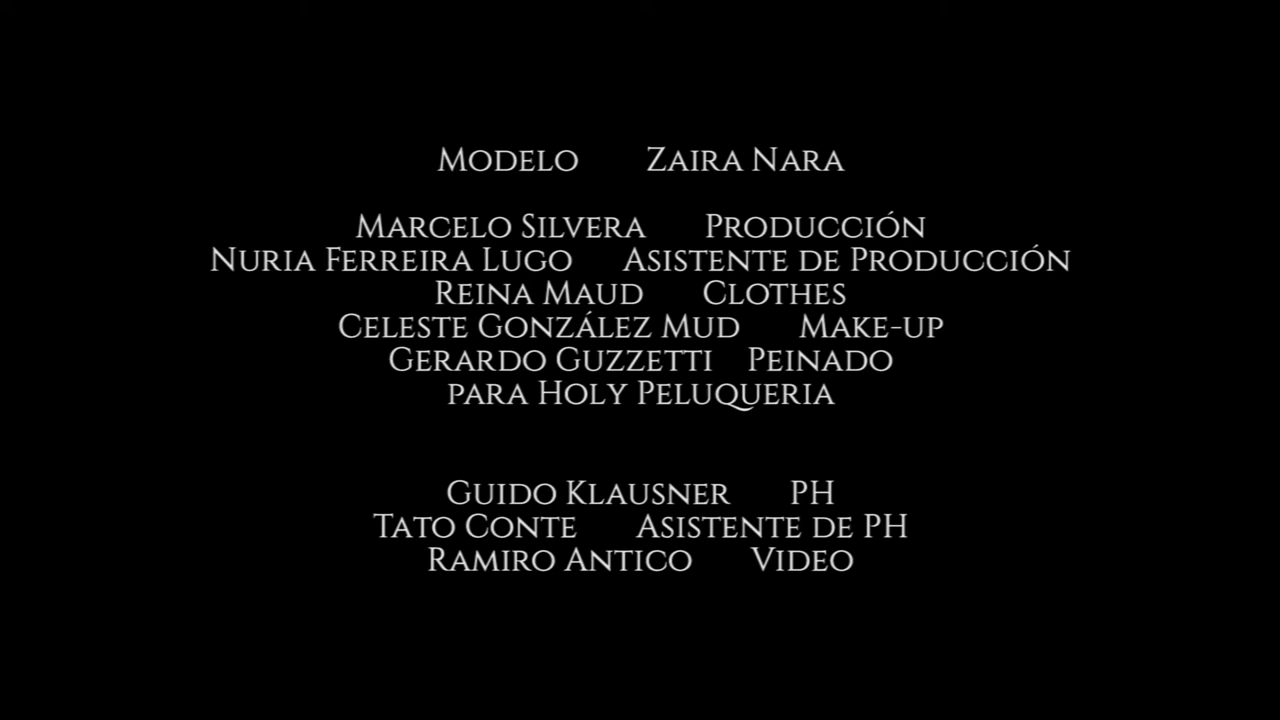 Modelo Zaira Nara
Marcelo Silvera Producción
Nuria Ferreira Lugo Asistente de Producción
Reina Maud Clothes
Celeste González Mud Make-up
Gerardo Guzzetti Peinado
para Holy Peluqueria
Guido Klausner PH
Tato Conte Asistente de PH
Ramiro Antico Video